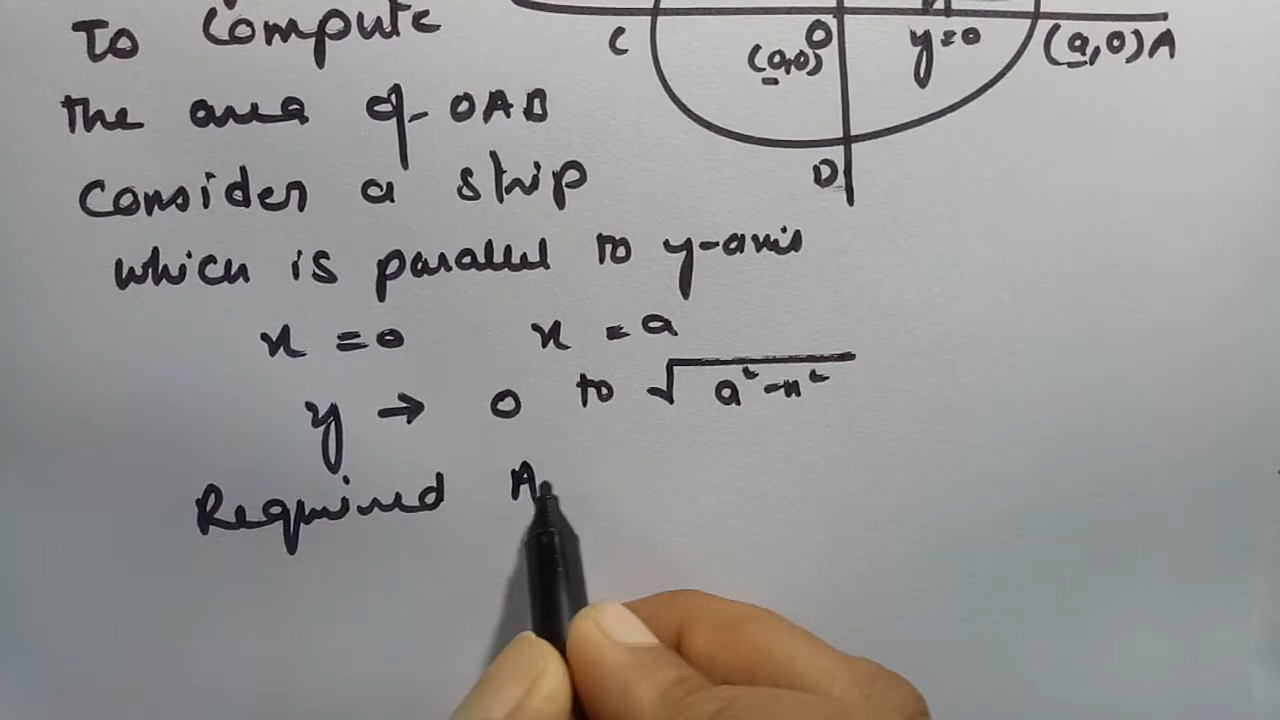 To compute
the area of OAB
consider a strip
which is parallel to y-axis
x = 0 x = a
y → 0 to √a²-x²
Required A
C (0,0) O y=0 (a,0) A
D